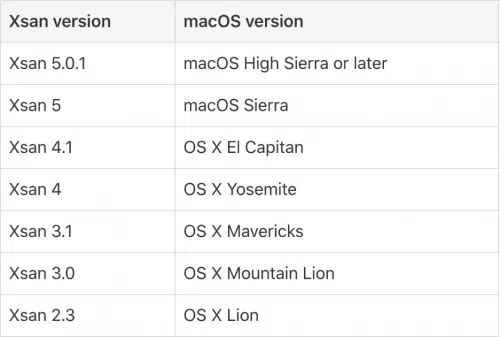 Xsan version macOS version
Xsan 5.0.1 macOS High Sierra or later
Xsan 5 macOS Sierra
Xsan 4.1 OS X El Capitan
Xsan 4 OS X Yosemite
Xsan 3.1 OS X Mavericks
Xsan 3.0 OS X Mountain Lion
Xsan 2.3 OS X Lion